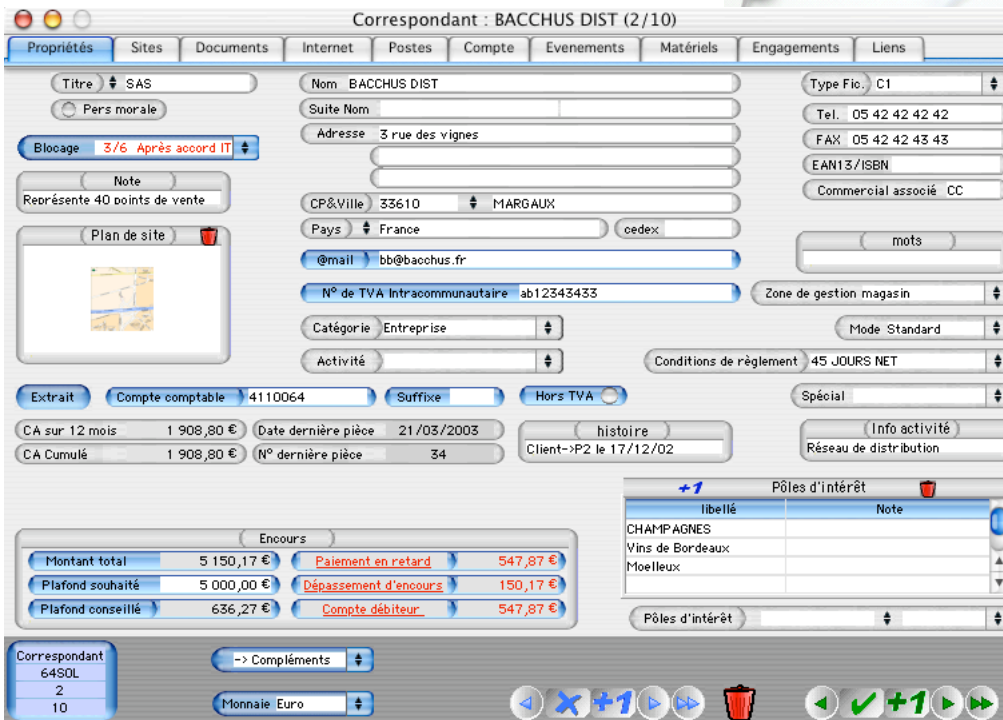 Correspondant : BACCHUS DIST (2/10)
Propriétés Sites Documents Internet Postes Compte Evenements Matériels Engagements Liens
Titre SAS Nom BACCHUS DIST Type Fic. C1
Pers morale Suite Nom Tel. 05 42 42 42 42
Adresse 3 rue des vignes FAX 05 42 42 43 43
Blocage 3/6 Après accord IT EAN13/ISBN
Note Commercial associé CC
Représente 40 points de vente CP&Ville 33610 MARGAUX
Plan de site Pays France cedex mots
@mail bb@bacchus.fr
N° de TVA Intracommunautaire ab12343433 Zone de gestion magasin
Catégorie Entreprise Mode Standard
Activité Conditions de règlement 45 JOURS NET
Extrait Compte comptable 4110064 Suffixe Hors TVA Spécial
CA sur 12 mois 1 908,80 € Date dernière pièce 21/03/2003 histoire Info activité
CA Cumulé 1 908,80 € N° dernière pièce 34 Client->P2 le 17/12/02 Réseau de distribution
+1 Pôles d'intérêt
libellé Note
CHAMPAGNES
Vins de Bordeaux
Moelleux
Encours
Montant total 5 150,17 € Paiement en retard 547,87 €
Plafond souhaité 5 000,00 € Dépassement d'encours 150,17 €
Plafond conseillé 636,27 € Compte débiteur 547,87 €
Pôles d'intérêt
Correspondant
64SOL
2
10
-> Compléments
Monnaie Euro
+1 +1